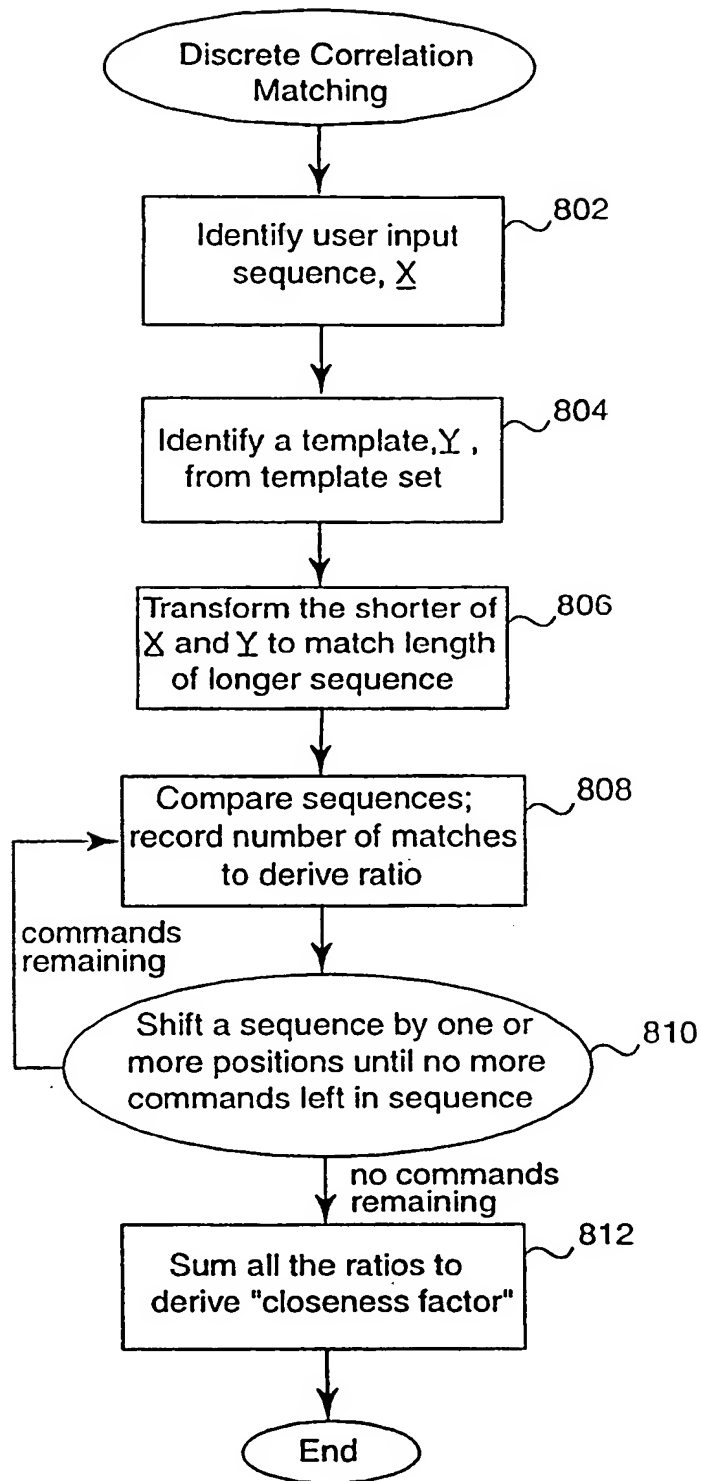 Discrete Correlation
Matching
802
Identify user input
sequence, X
804
Identify a template, Y ,
from template set
806
Transform the shorter of
X and Y to match length
of longer sequence
808
Compare sequences;
record number of matches
to derive ratio
commands
remaining
810
Shift a sequence by one or
more positions until no more
commands left in sequence
no commands
remaining
812
Sum all the ratios to
derive "closeness factor"
End